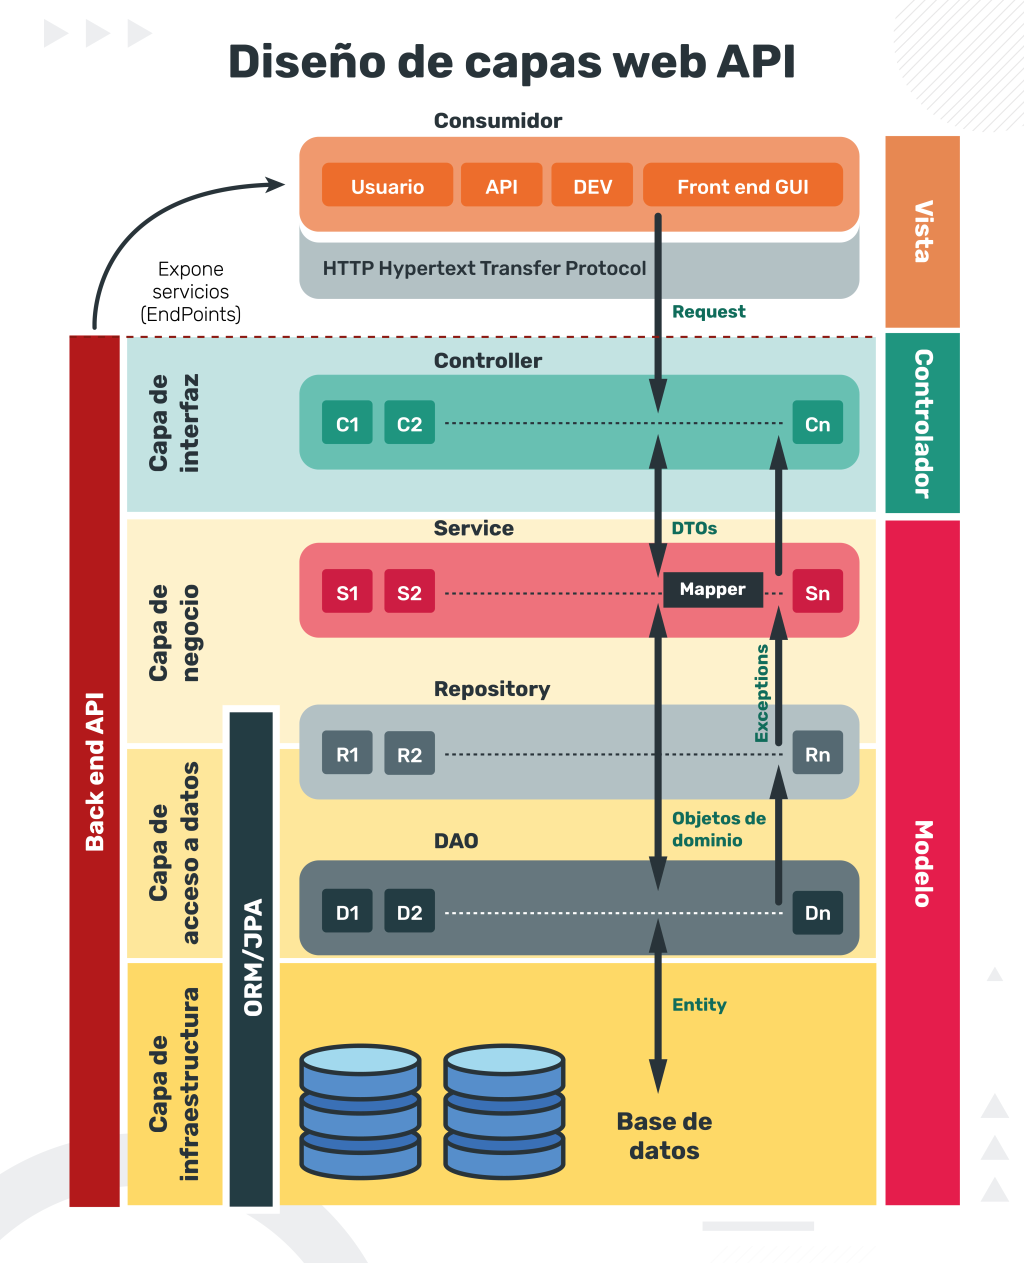 Diseño de capas web API
Consumidor
Usuario
API
DEV
Front end GUI
HTTP Hypertext Transfer Protocol
Vista
Expone
servicios
(EndPoints)
Request
Controller
Capa de
interfaz
C1
C2
Cn
Controlador
Service
DTOs
Capa de
negocio
S1
S2
Mapper
Sn
Exceptions
Repository
R1
R2
Rn
Back end API
Capa de
acceso a datos
Objetos de
dominio
DAO
D1
D2
Dn
Modelo
ORM/JPA
Entity
Capa de
infraestructura
Base de
datos